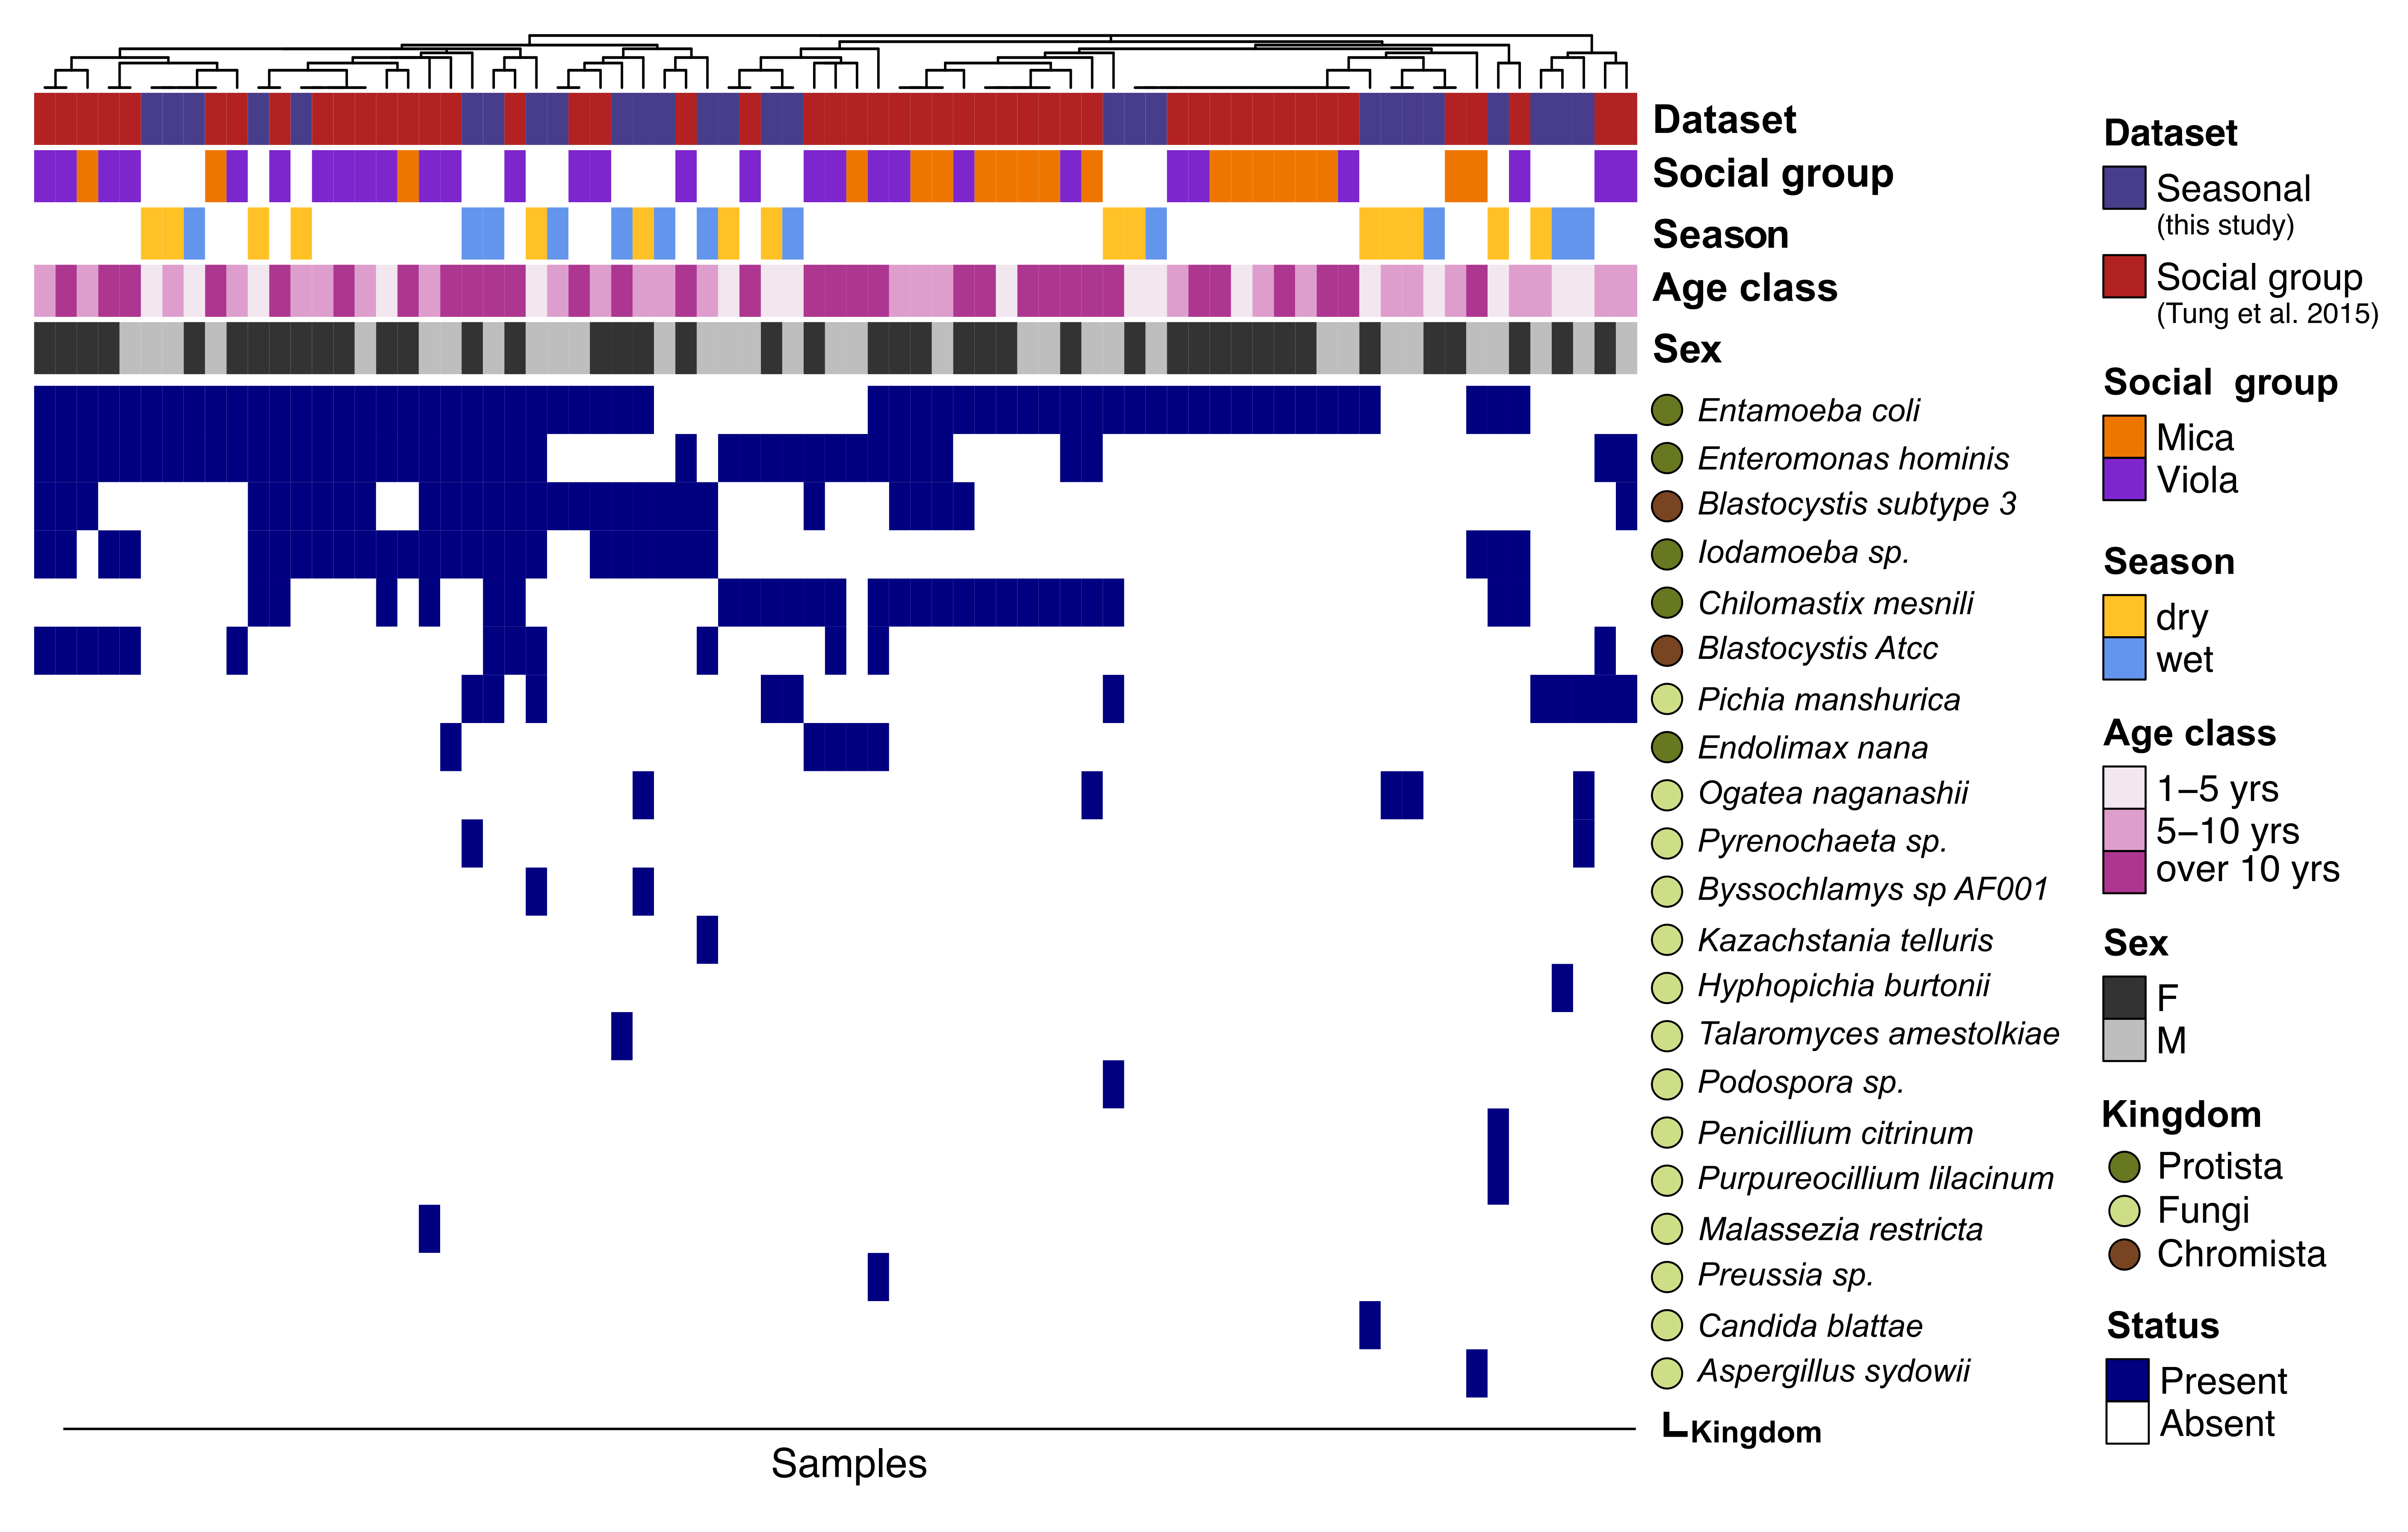 Dataset
Social group
Season
Age class
Sex
Entamoeba coli
Enteromonas hominis
Blastocystis subtype 3
Iodamoeba sp.
Chilomastix mesnili
Blastocystis Atcc
Pichia manshurica
Endolimax nana
Ogatea naganashii
Pyrenochaeta sp.
Byssochlamys sp AF001
Kazachstania telluris
Hyphopichia burtonii
Talaromyces amestolkiae
Podospora sp.
Penicillium citrinum
Purpureocillium lilacinum
Malassezia restricta
Preussia sp.
Candida blattae
Aspergillus sydowii
Kingdom
Samples
Dataset
Seasonal
(this study)
Social group
(Tung et al. 2015)
Social group
Mica
Viola
Season
dry
wet
Age class
1–5 yrs
5–10 yrs
over 10 yrs
Sex
F
M
Kingdom
Protista
Fungi
Chromista
Status
Present
Absent